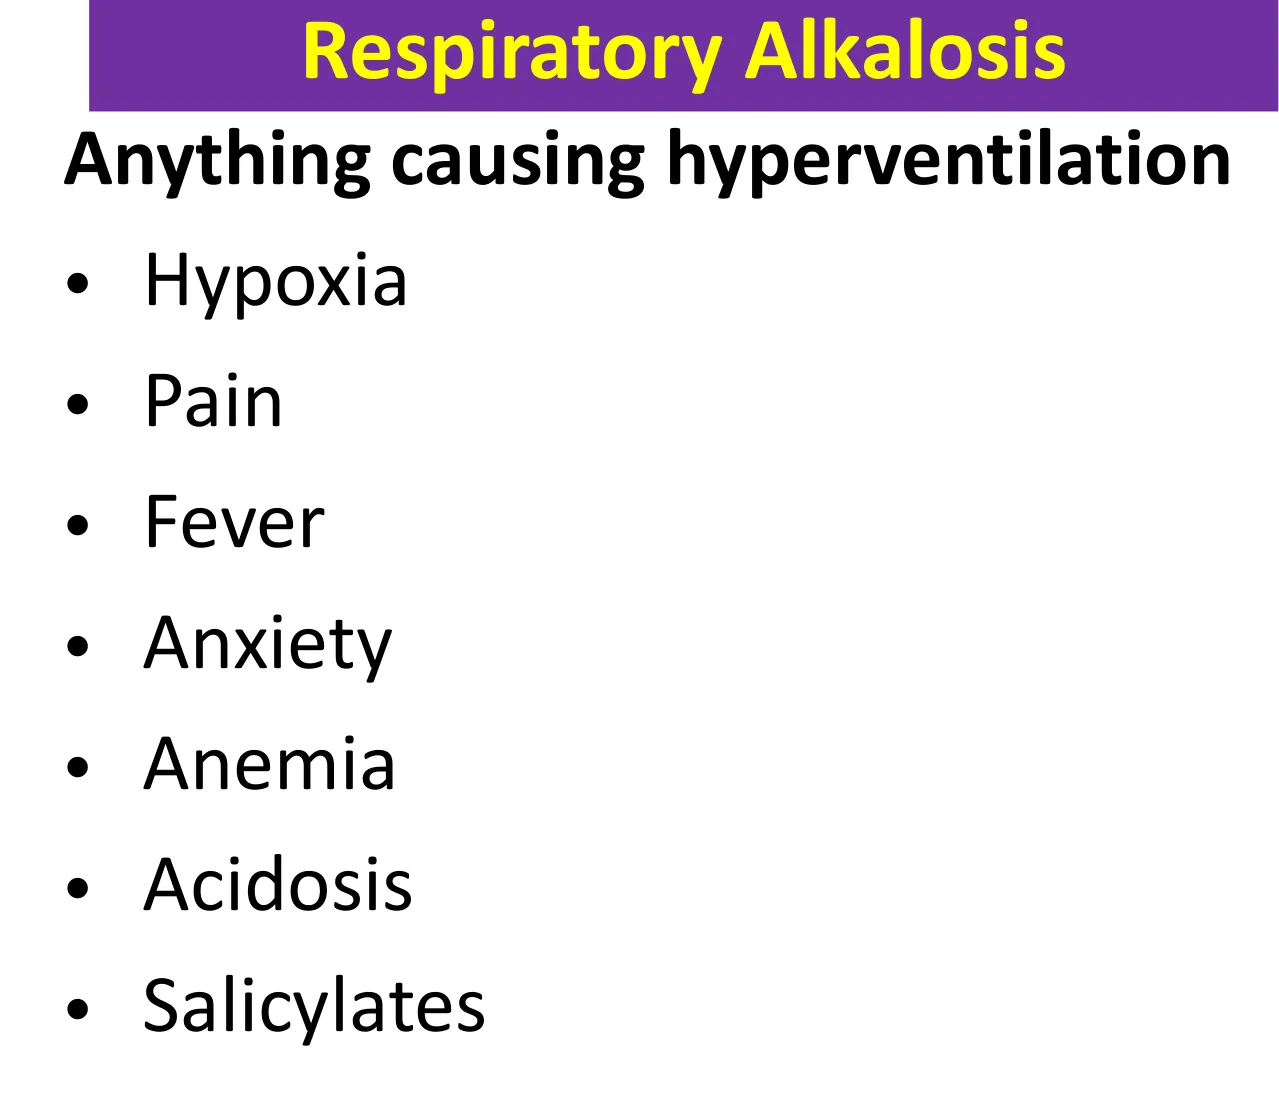 Respiratory Alkalosis
Anything causing hyperventilation
• Hypoxia
• Pain
• Fever
• Anxiety
• Anemia
• Acidosis
• Salicylates